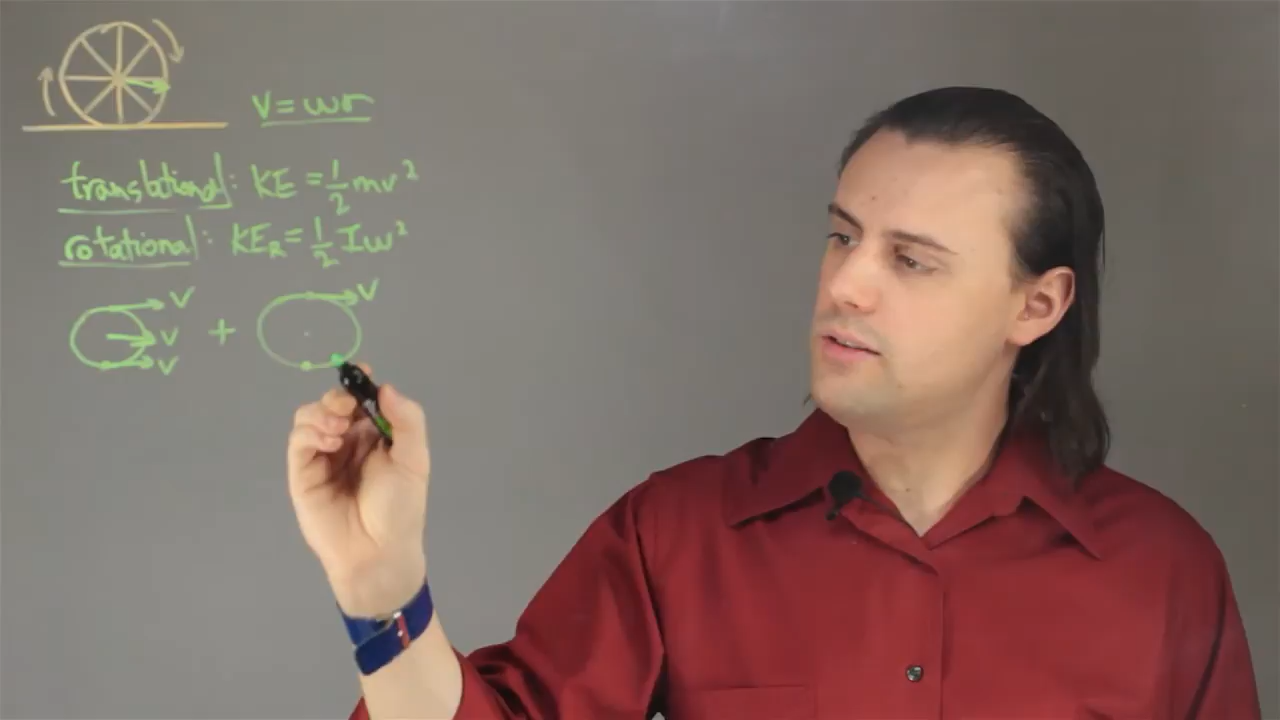 v = ωr
translational: KE = 1/2 mv²
rotational: KE_R = 1/2 Iω²
v
v
v
+
v